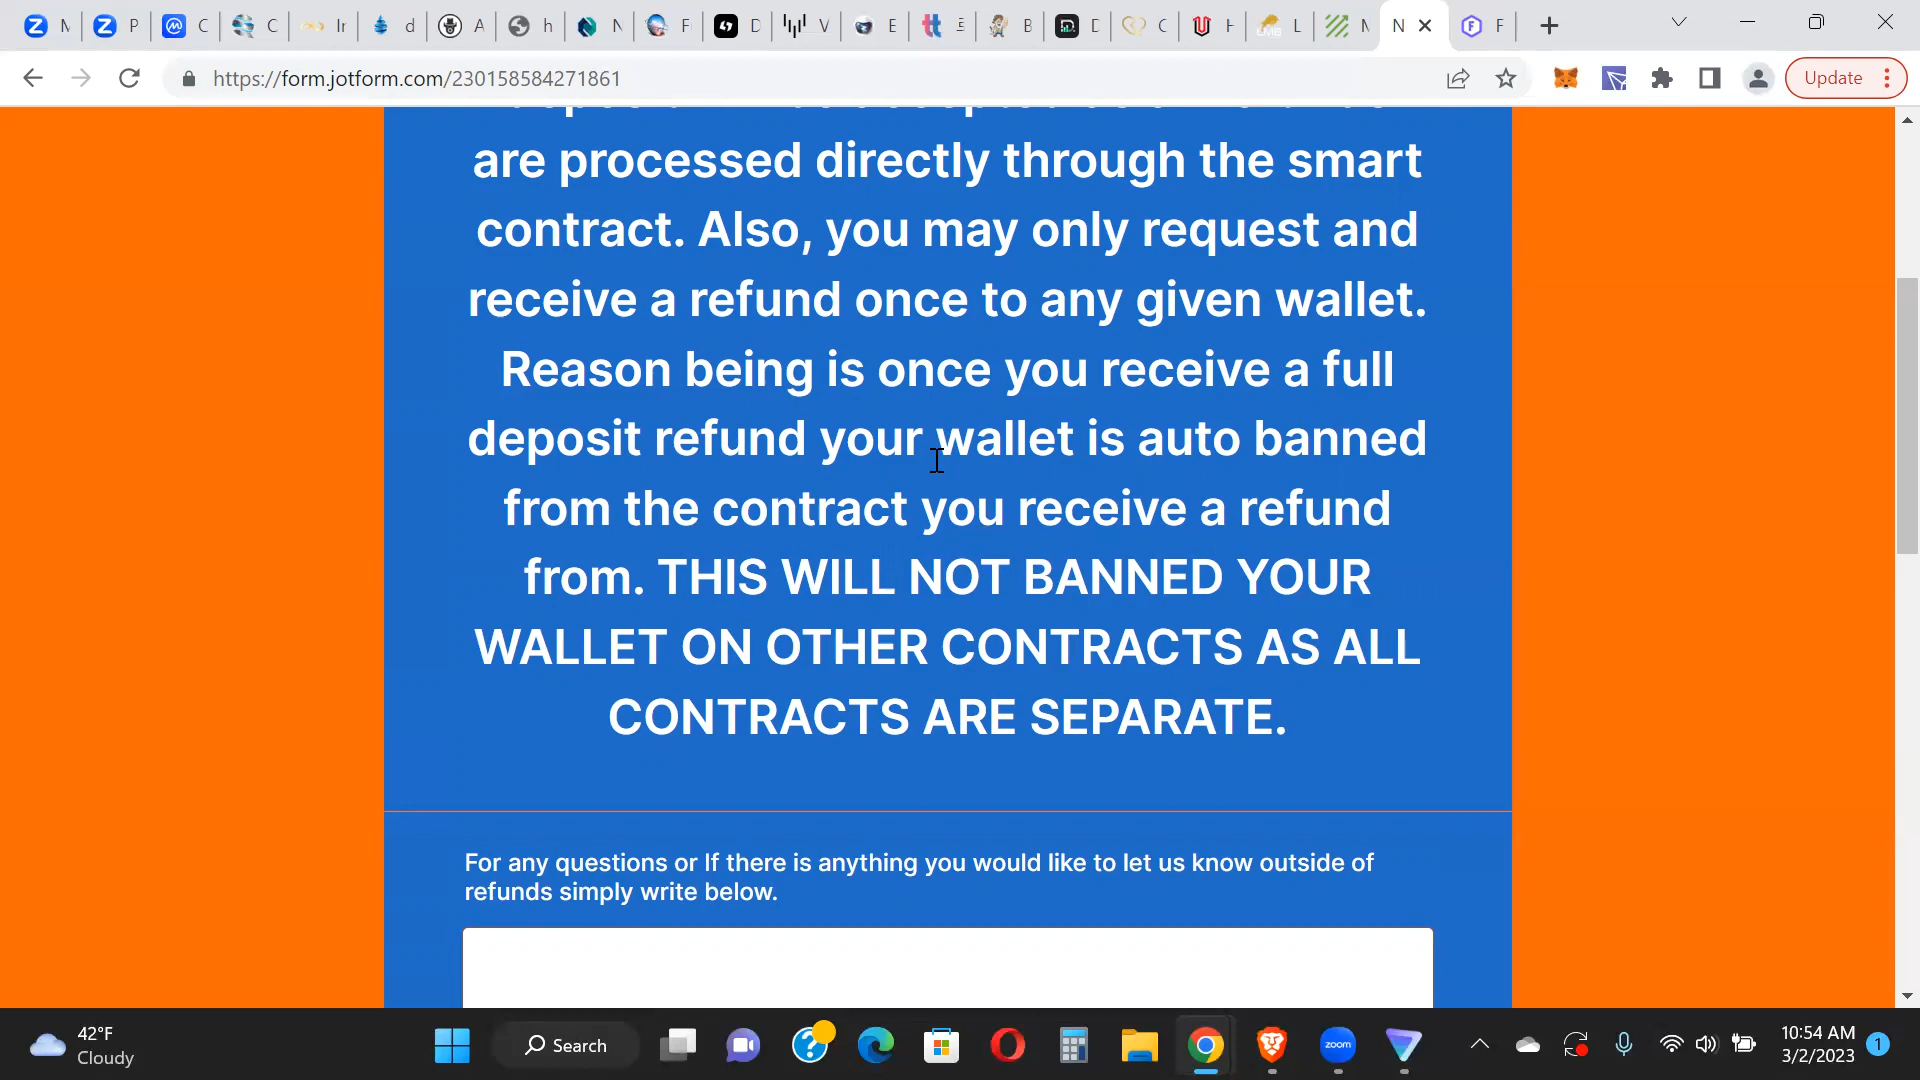 N
P
C
C
Ir
d
A
h
N
F
D
V
E
B
D
C
H
L
N
F
https://form.jotform.com/230158584271861
Update
are processed directly through the smart
contract. Also, you may only request and
receive a refund once to any given wallet.
Reason being is once you receive a full
deposit refund your wallet is auto banned
from the contract you receive a refund
from. THIS WILL NOT BANNED YOUR
WALLET ON OTHER CONTRACTS AS ALL
CONTRACTS ARE SEPARATE.
For any questions or If there is anything you would like to let us know outside of
refunds simply write below.
42°F
Cloudy
Search
zoom
10:54 AM
3/2/2023
1